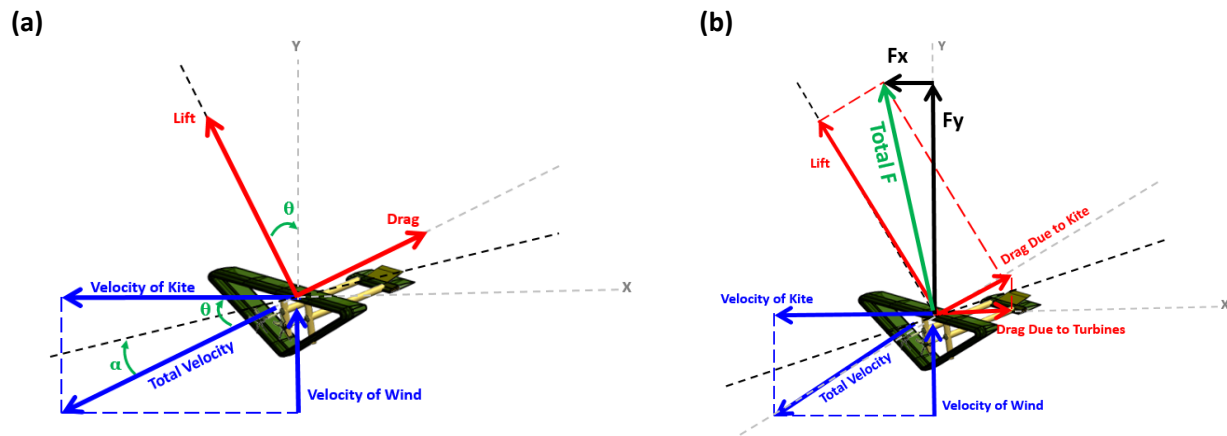 (a)
Y
Lift
θ
Drag
X
Velocity of Kite
θ
α
Total Velocity
Velocity of Wind
(b)
Y
Fx
Fy
Total F
Lift
Drag Due to Kite
X
Velocity of Kite
Drag Due to Turbines
Total Velocity
Velocity of Wind